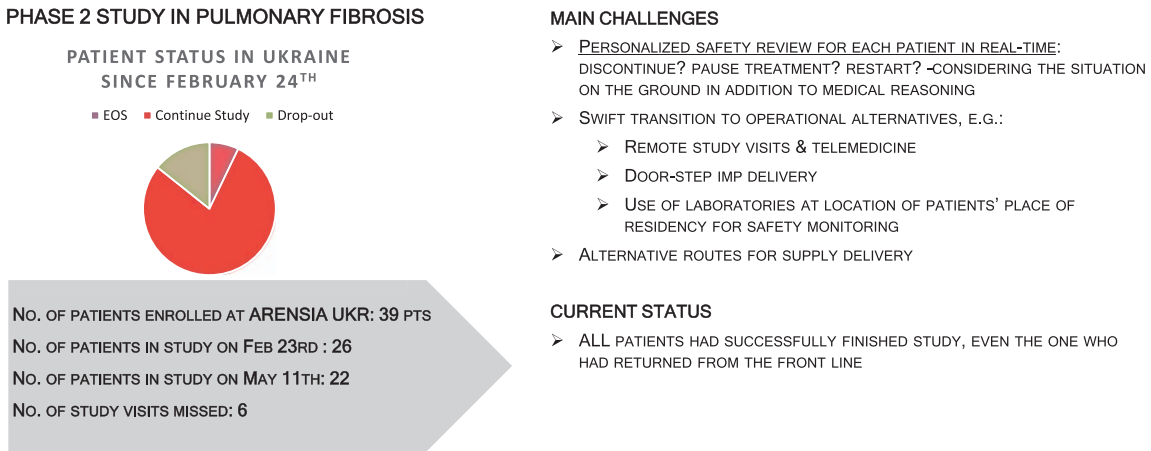 PHASE 2 STUDY IN PULMONARY FIBROSIS
PATIENT STATUS IN UKRAINE
SINCE FEBRUARY 24TH
EOS Continue Study Drop-out
NO. OF PATIENTS ENROLLED AT ARENSIA UKR: 39 PTS
NO. OF PATIENTS IN STUDY ON FEB 23RD : 26
NO. OF PATIENTS IN STUDY ON MAY 11TH: 22
NO. OF STUDY VISITS MISSED: 6
MAIN CHALLENGES
➢ PERSONALIZED SAFETY REVIEW FOR EACH PATIENT IN REAL-TIME:
DISCONTINUE? PAUSE TREATMENT? RESTART? -CONSIDERING THE SITUATION
ON THE GROUND IN ADDITION TO MEDICAL REASONING
➢ SWIFT TRANSITION TO OPERATIONAL ALTERNATIVES, E.G.:
➢ REMOTE STUDY VISITS & TELEMEDICINE
➢ DOOR-STEP IMP DELIVERY
➢ USE OF LABORATORIES AT LOCATION OF PATIENTS' PLACE OF
RESIDENCY FOR SAFETY MONITORING
➢ ALTERNATIVE ROUTES FOR SUPPLY DELIVERY
CURRENT STATUS
➢ ALL PATIENTS HAD SUCCESSFULLY FINISHED STUDY, EVEN THE ONE WHO
HAD RETURNED FROM THE FRONT LINE